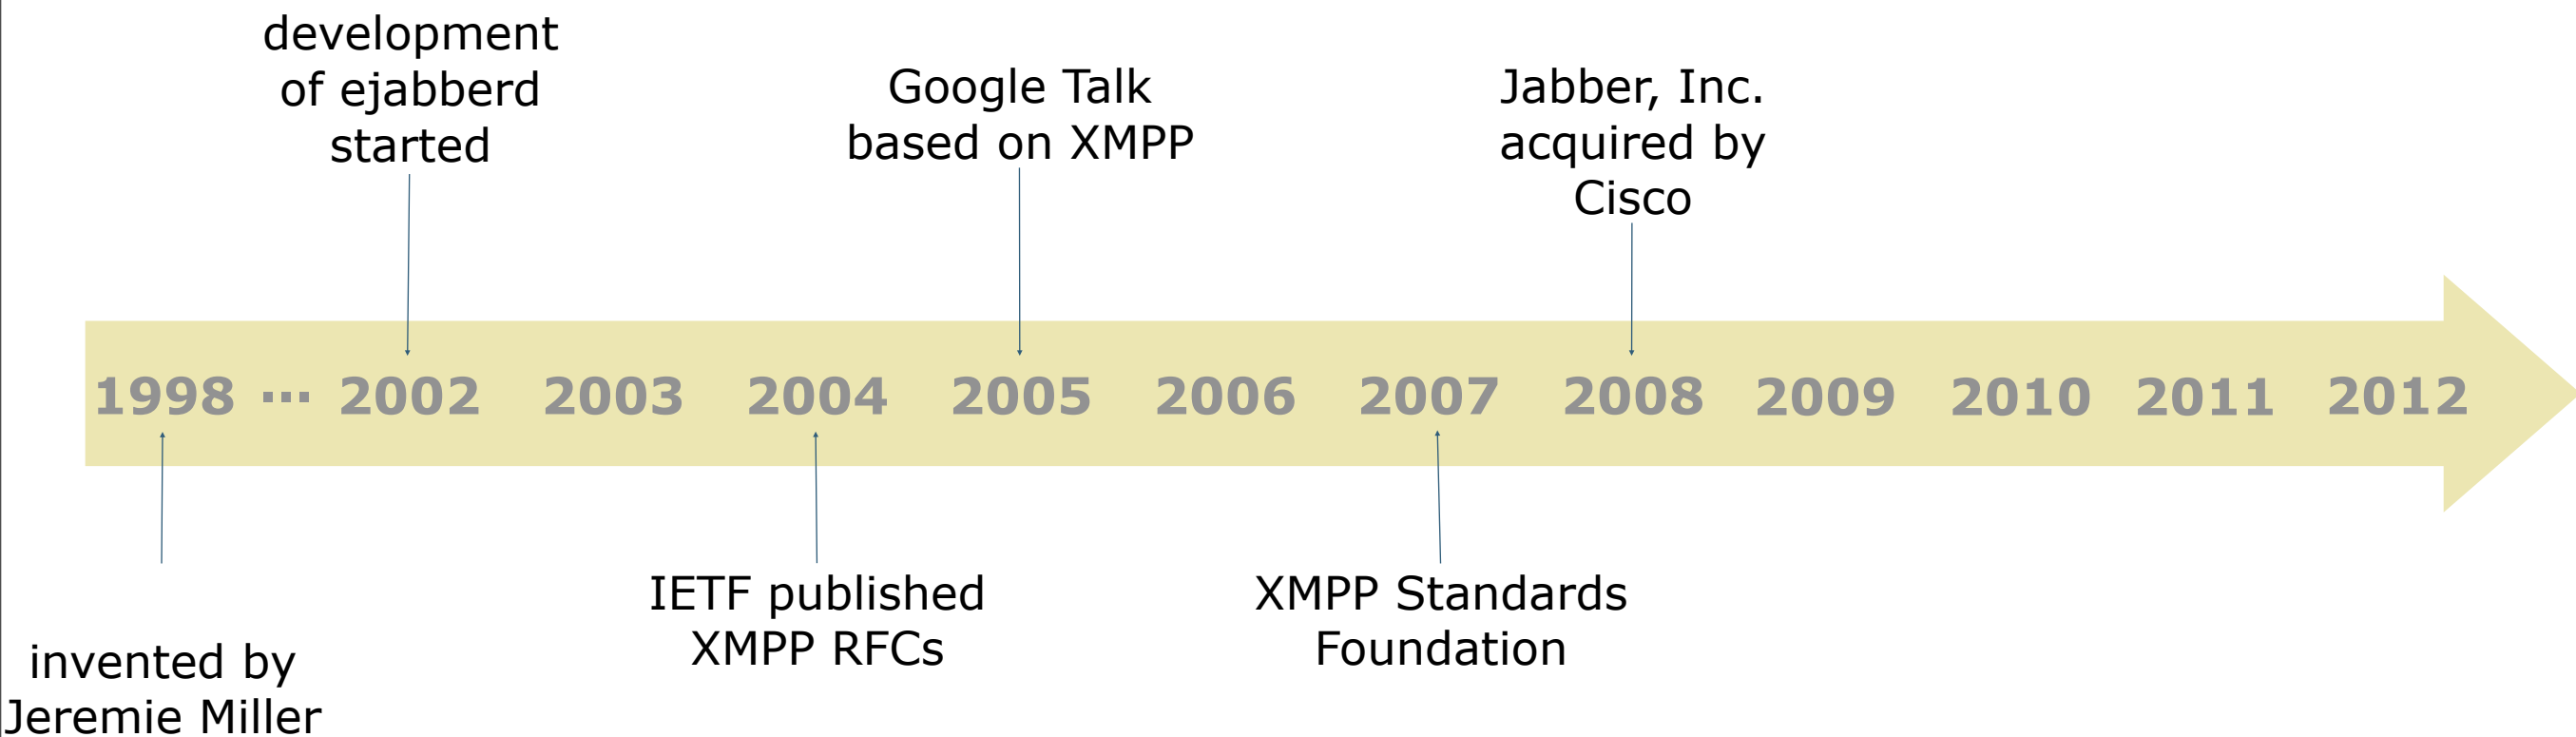 development
of ejabberd
started
Google Talk
based on XMPP
Jabber, Inc.
acquired by
Cisco
1998 ... 2002 2003 2004 2005 2006 2007 2008 2009 2010 2011 2012
invented by
Jeremie Miller
IETF published
XMPP RFCs
XMPP Standards
Foundation